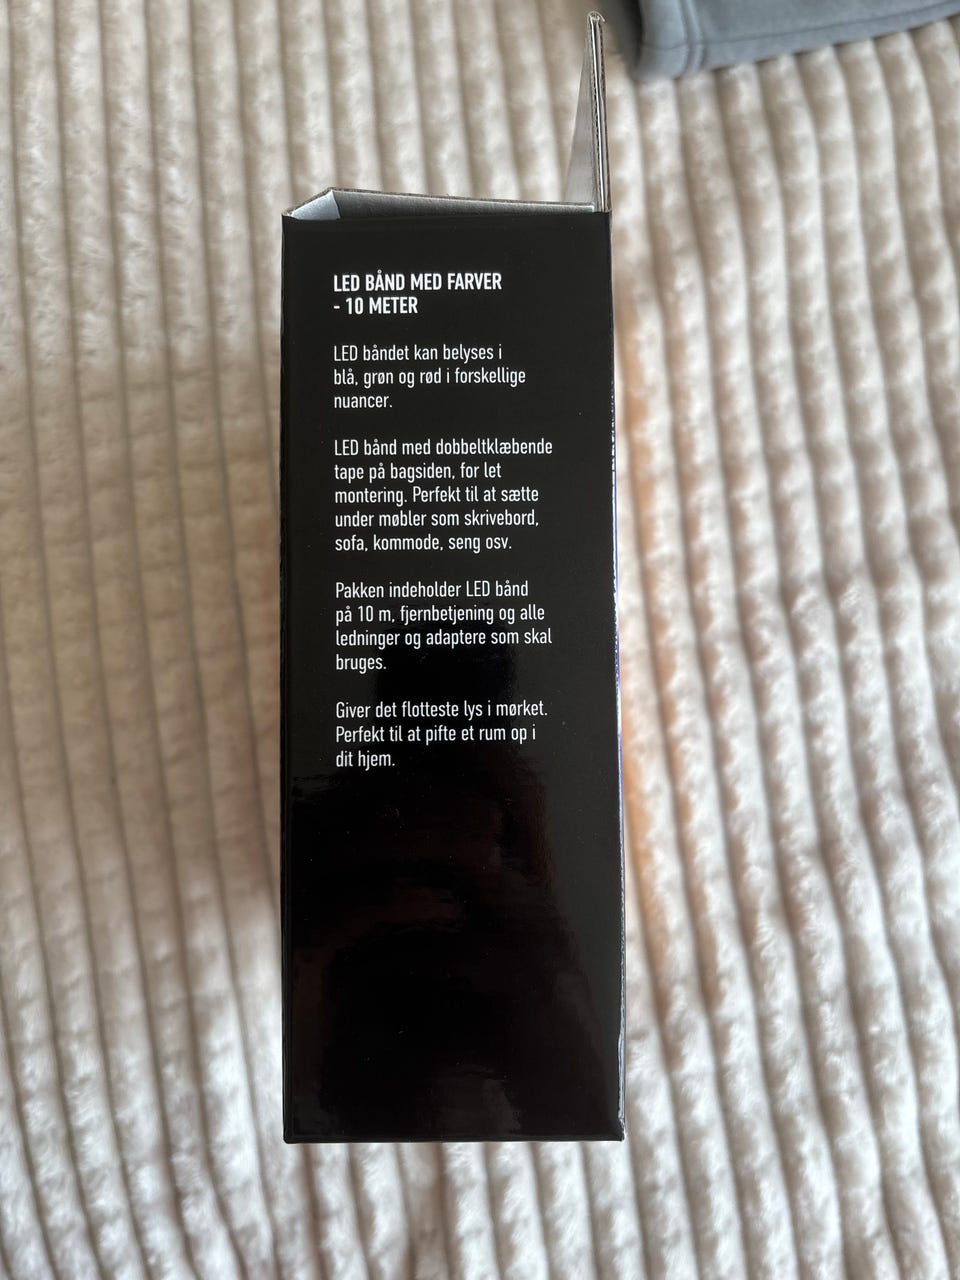 LED BÅND MED FARVER
- 10 METER
LED båndet kan belyses i
blå, grøn og rød i forskellige
nuancer.
LED bånd med dobbeltklæbende
tape på bagsiden, for let
montering. Perfekt til at sætte
under møbler som skrivebord,
sofa, kommode, seng osv.
Pakken indeholder LED bånd
på 10 m, fjernbetjening og alle
ledninger og adaptere som skal
bruges.
Giver det flotteste lys i mørket.
Perfekt til at pifte et rum op i
dit hjem.